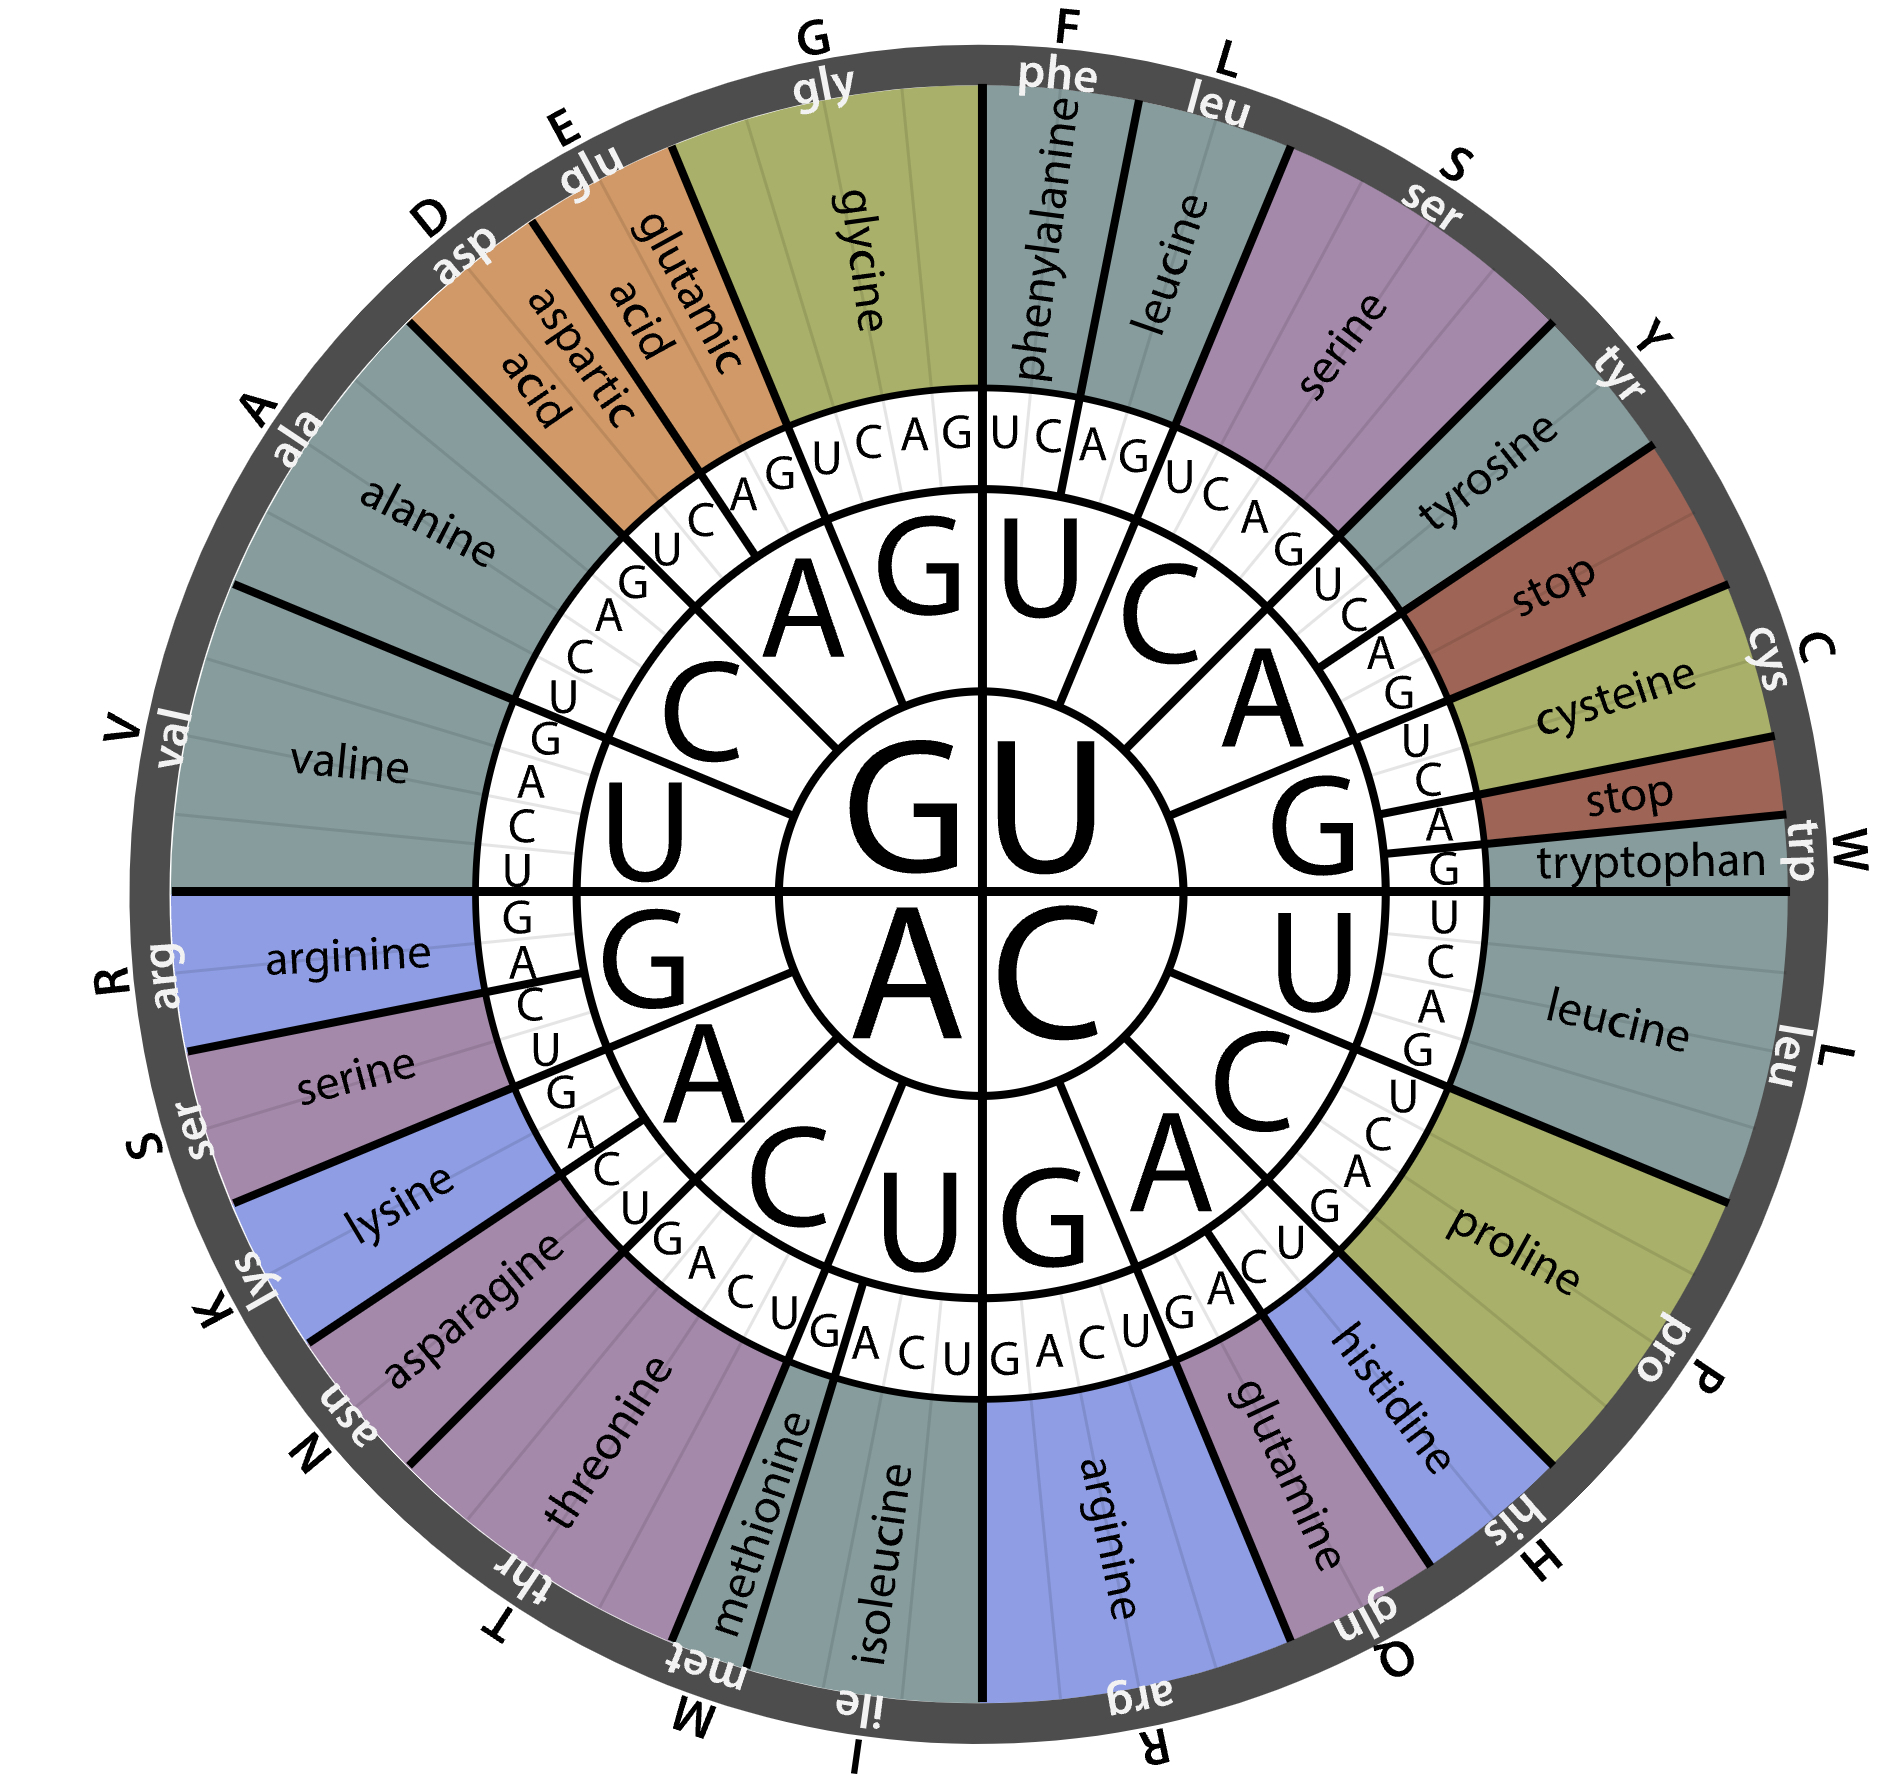 F
phe
phenylalanine
L
leu
leucine
S
ser
serine
Y
tyr
tyrosine
stop
C
cys
cysteine
stop
W
trp
tryptophan
L
leu
leucine
P
pro
proline
H
his
histidine
Q
gln
glutamine
R
arg
arginine
I
ile
isoleucine
M
met
methionine
T
thr
threonine
N
asn
asparagine
K
lys
lysine
S
ser
serine
R
arg
arginine
V
val
valine
A
ala
alanine
D
asp
aspartic
acid
E
glu
glutamic
acid
G
gly
glycine
U C A G
U C A G
U C A G
U C A G
U C A G
U C A G
U C A G
U C A G
G A C U
G A C U
G A C U
G A C U
U C A G
U C A G
U C A G
U C A G
U C A G
U C A G
G A C U
U C A G
G U
A C